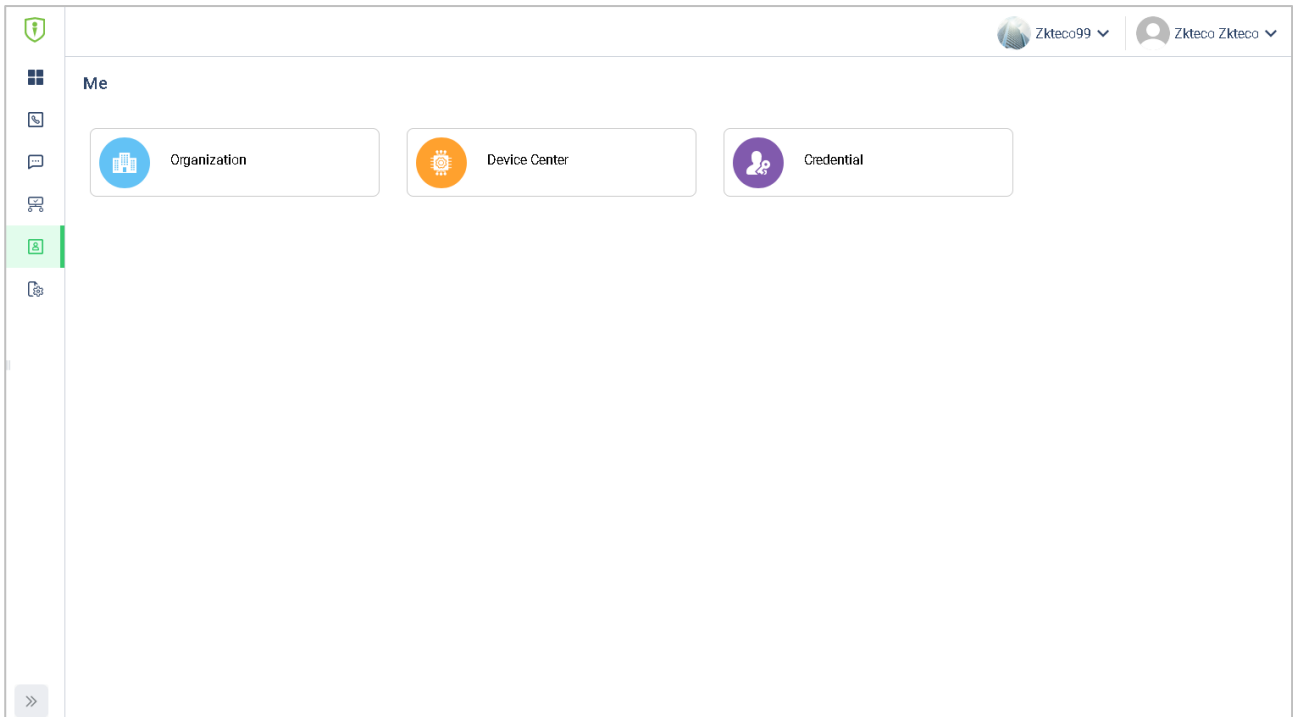 Zkteco99
Zkteco Zkteco
Me
Organization
Device Center
Credential